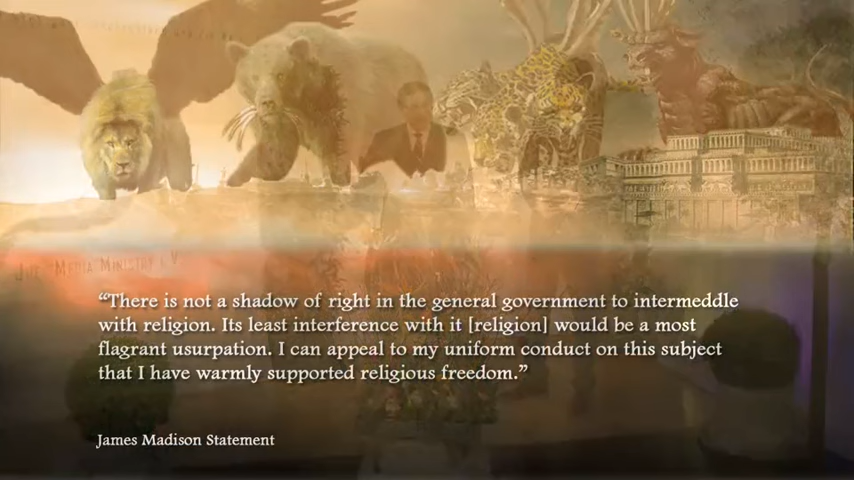 “There is not a shadow of right in the general government to intermeddle
with religion. Its least interference with it [religion] would be a most
flagrant usurpation. I can appeal to my uniform conduct on this subject
that I have warmly supported religious freedom.”
James Madison Statement